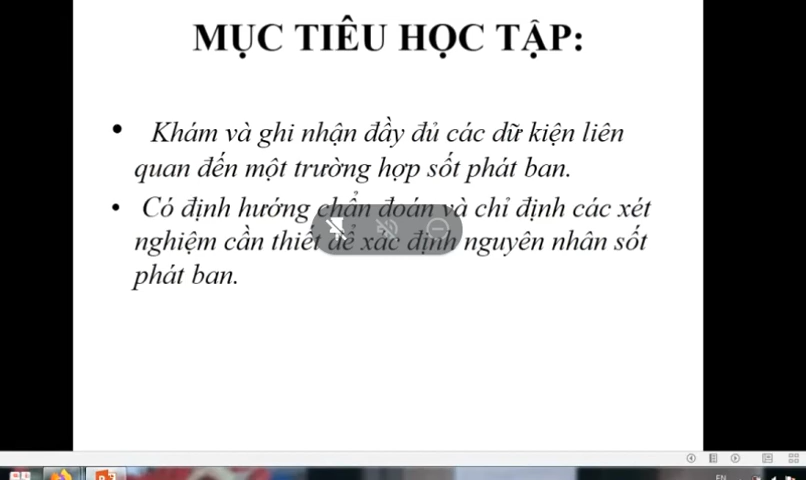 MỤC TIÊU HỌC TẬP:
• Khám và ghi nhận đầy đủ các dữ kiện liên
quan đến một trường hợp sốt phát ban.
• Có định hướng chẩn đoán và chỉ định các xét
nghiệm cần thiết để xác định nguyên nhân sốt
phát ban.
EN